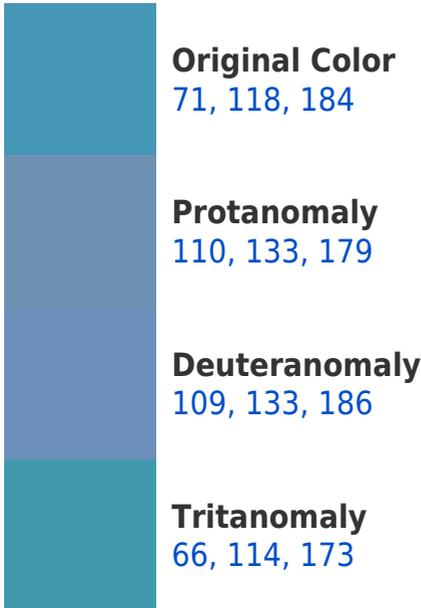 Original Color
71, 118, 184
Protanomaly
110, 133, 179
Deuteranomaly
109, 133, 186
Tritanomaly
66, 114, 173